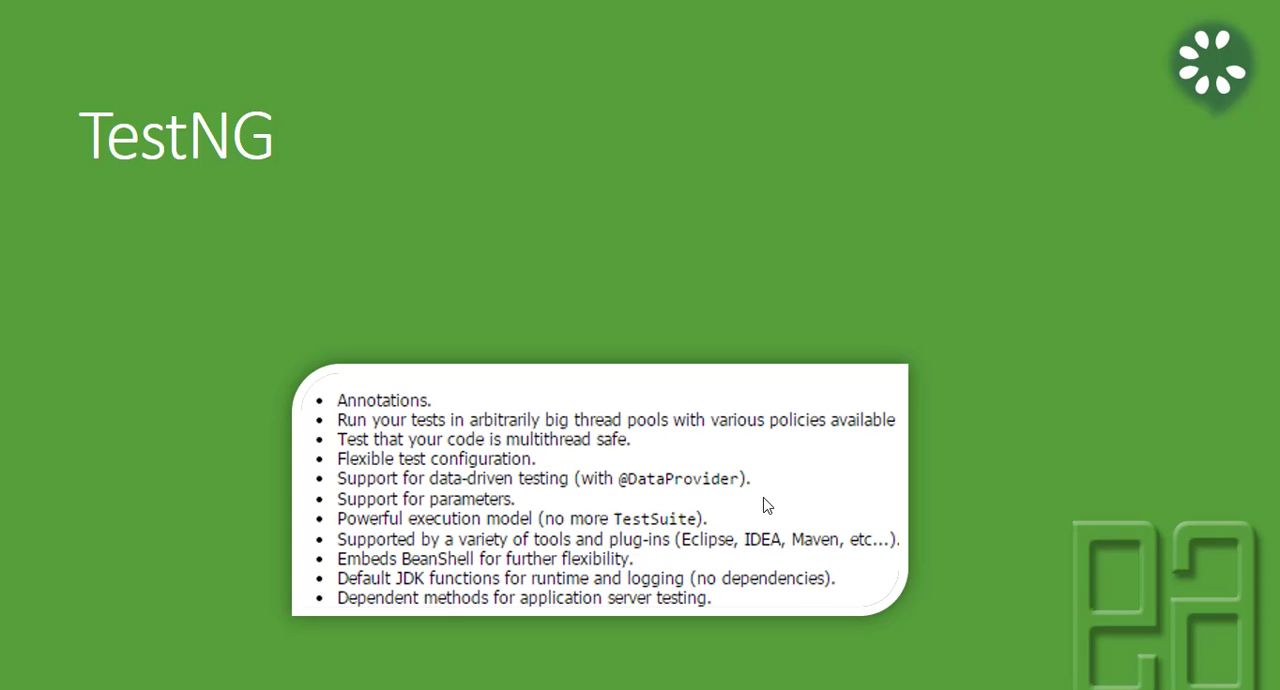 TestNG
• Annotations.
• Run your tests in arbitrarily big thread pools with various policies available
• Test that your code is multithread safe.
• Flexible test configuration.
• Support for data-driven testing (with @DataProvider).
• Support for parameters.
• Powerful execution model (no more TestSuite).
• Supported by a variety of tools and plug-ins (Eclipse, IDEA, Maven, etc...).
• Embeds BeanShell for further flexibility.
• Default JDK functions for runtime and logging (no dependencies).
• Dependent methods for application server testing.